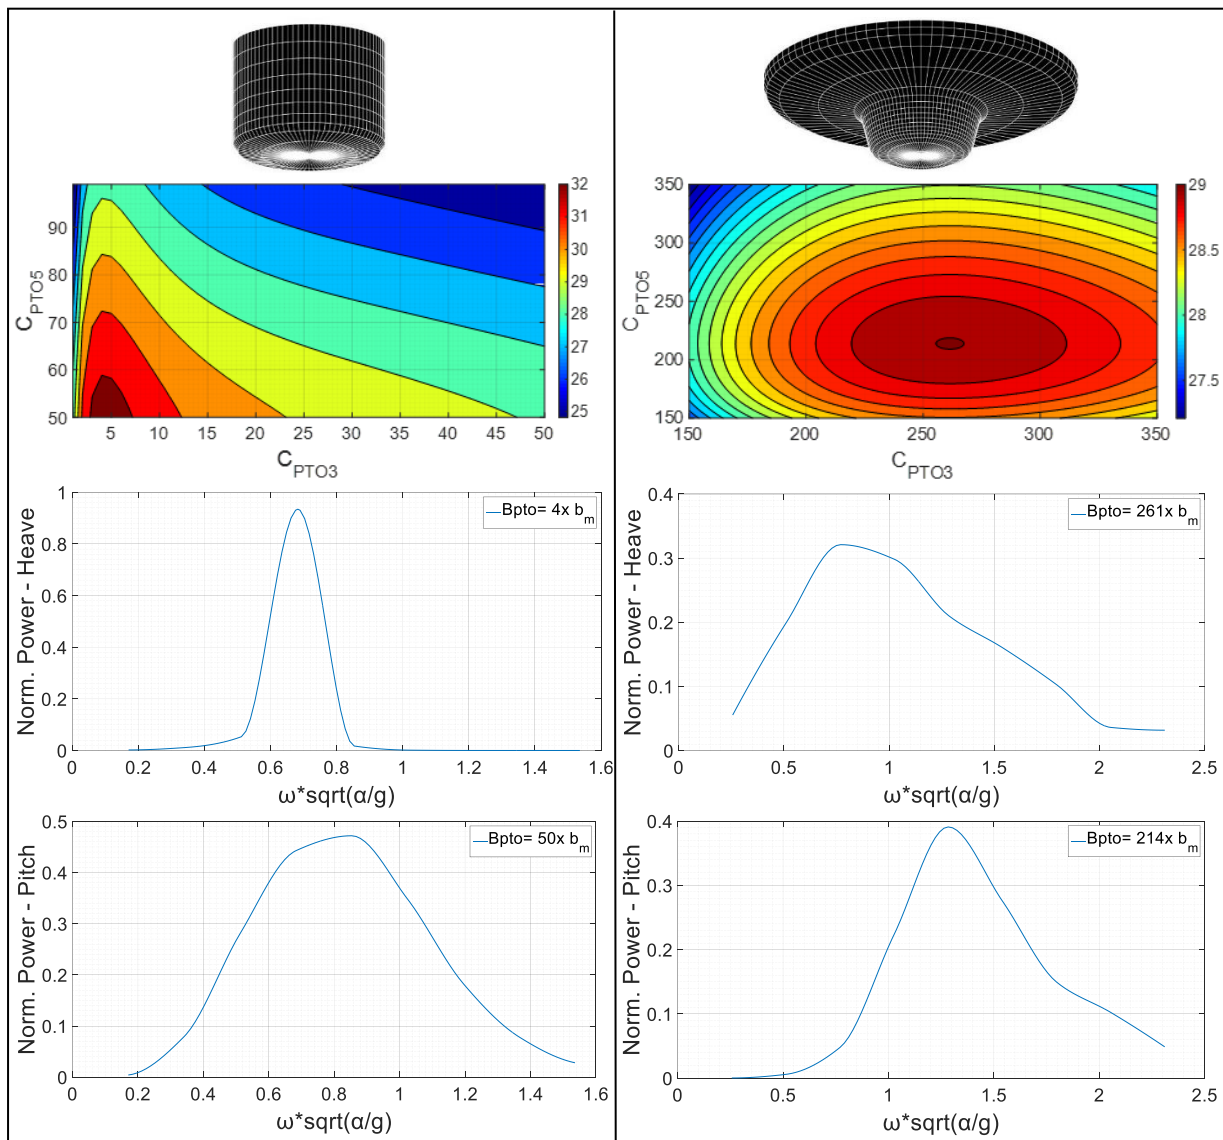 90
80
70
60
50
C_PTO5
5 10 15 20 25 30 35 40 45 50
C_PTO3
32
31
30
29
28
27
26
25
350
300
250
200
150
C_PTO5
150 200 250 300 350
C_PTO3
29
28.5
28
27.5
1
0.8
0.6
0.4
0.2
0
Norm. Power - Heave
Bpto= 4x b_m
0 0.2 0.4 0.6 0.8 1 1.2 1.4 1.6
ω*sqrt(α/g)
0.4
0.3
0.2
0.1
0
Norm. Power - Heave
Bpto= 261x b_m
0 0.5 1 1.5 2 2.5
ω*sqrt(α/g)
0.5
0.4
0.3
0.2
0.1
0
Norm. Power - Pitch
Bpto= 50x b_m
0 0.2 0.4 0.6 0.8 1 1.2 1.4 1.6
ω*sqrt(α/g)
0.4
0.3
0.2
0.1
0
Norm. Power - Pitch
Bpto= 214x b_m
0 0.5 1 1.5 2 2.5
ω*sqrt(α/g)